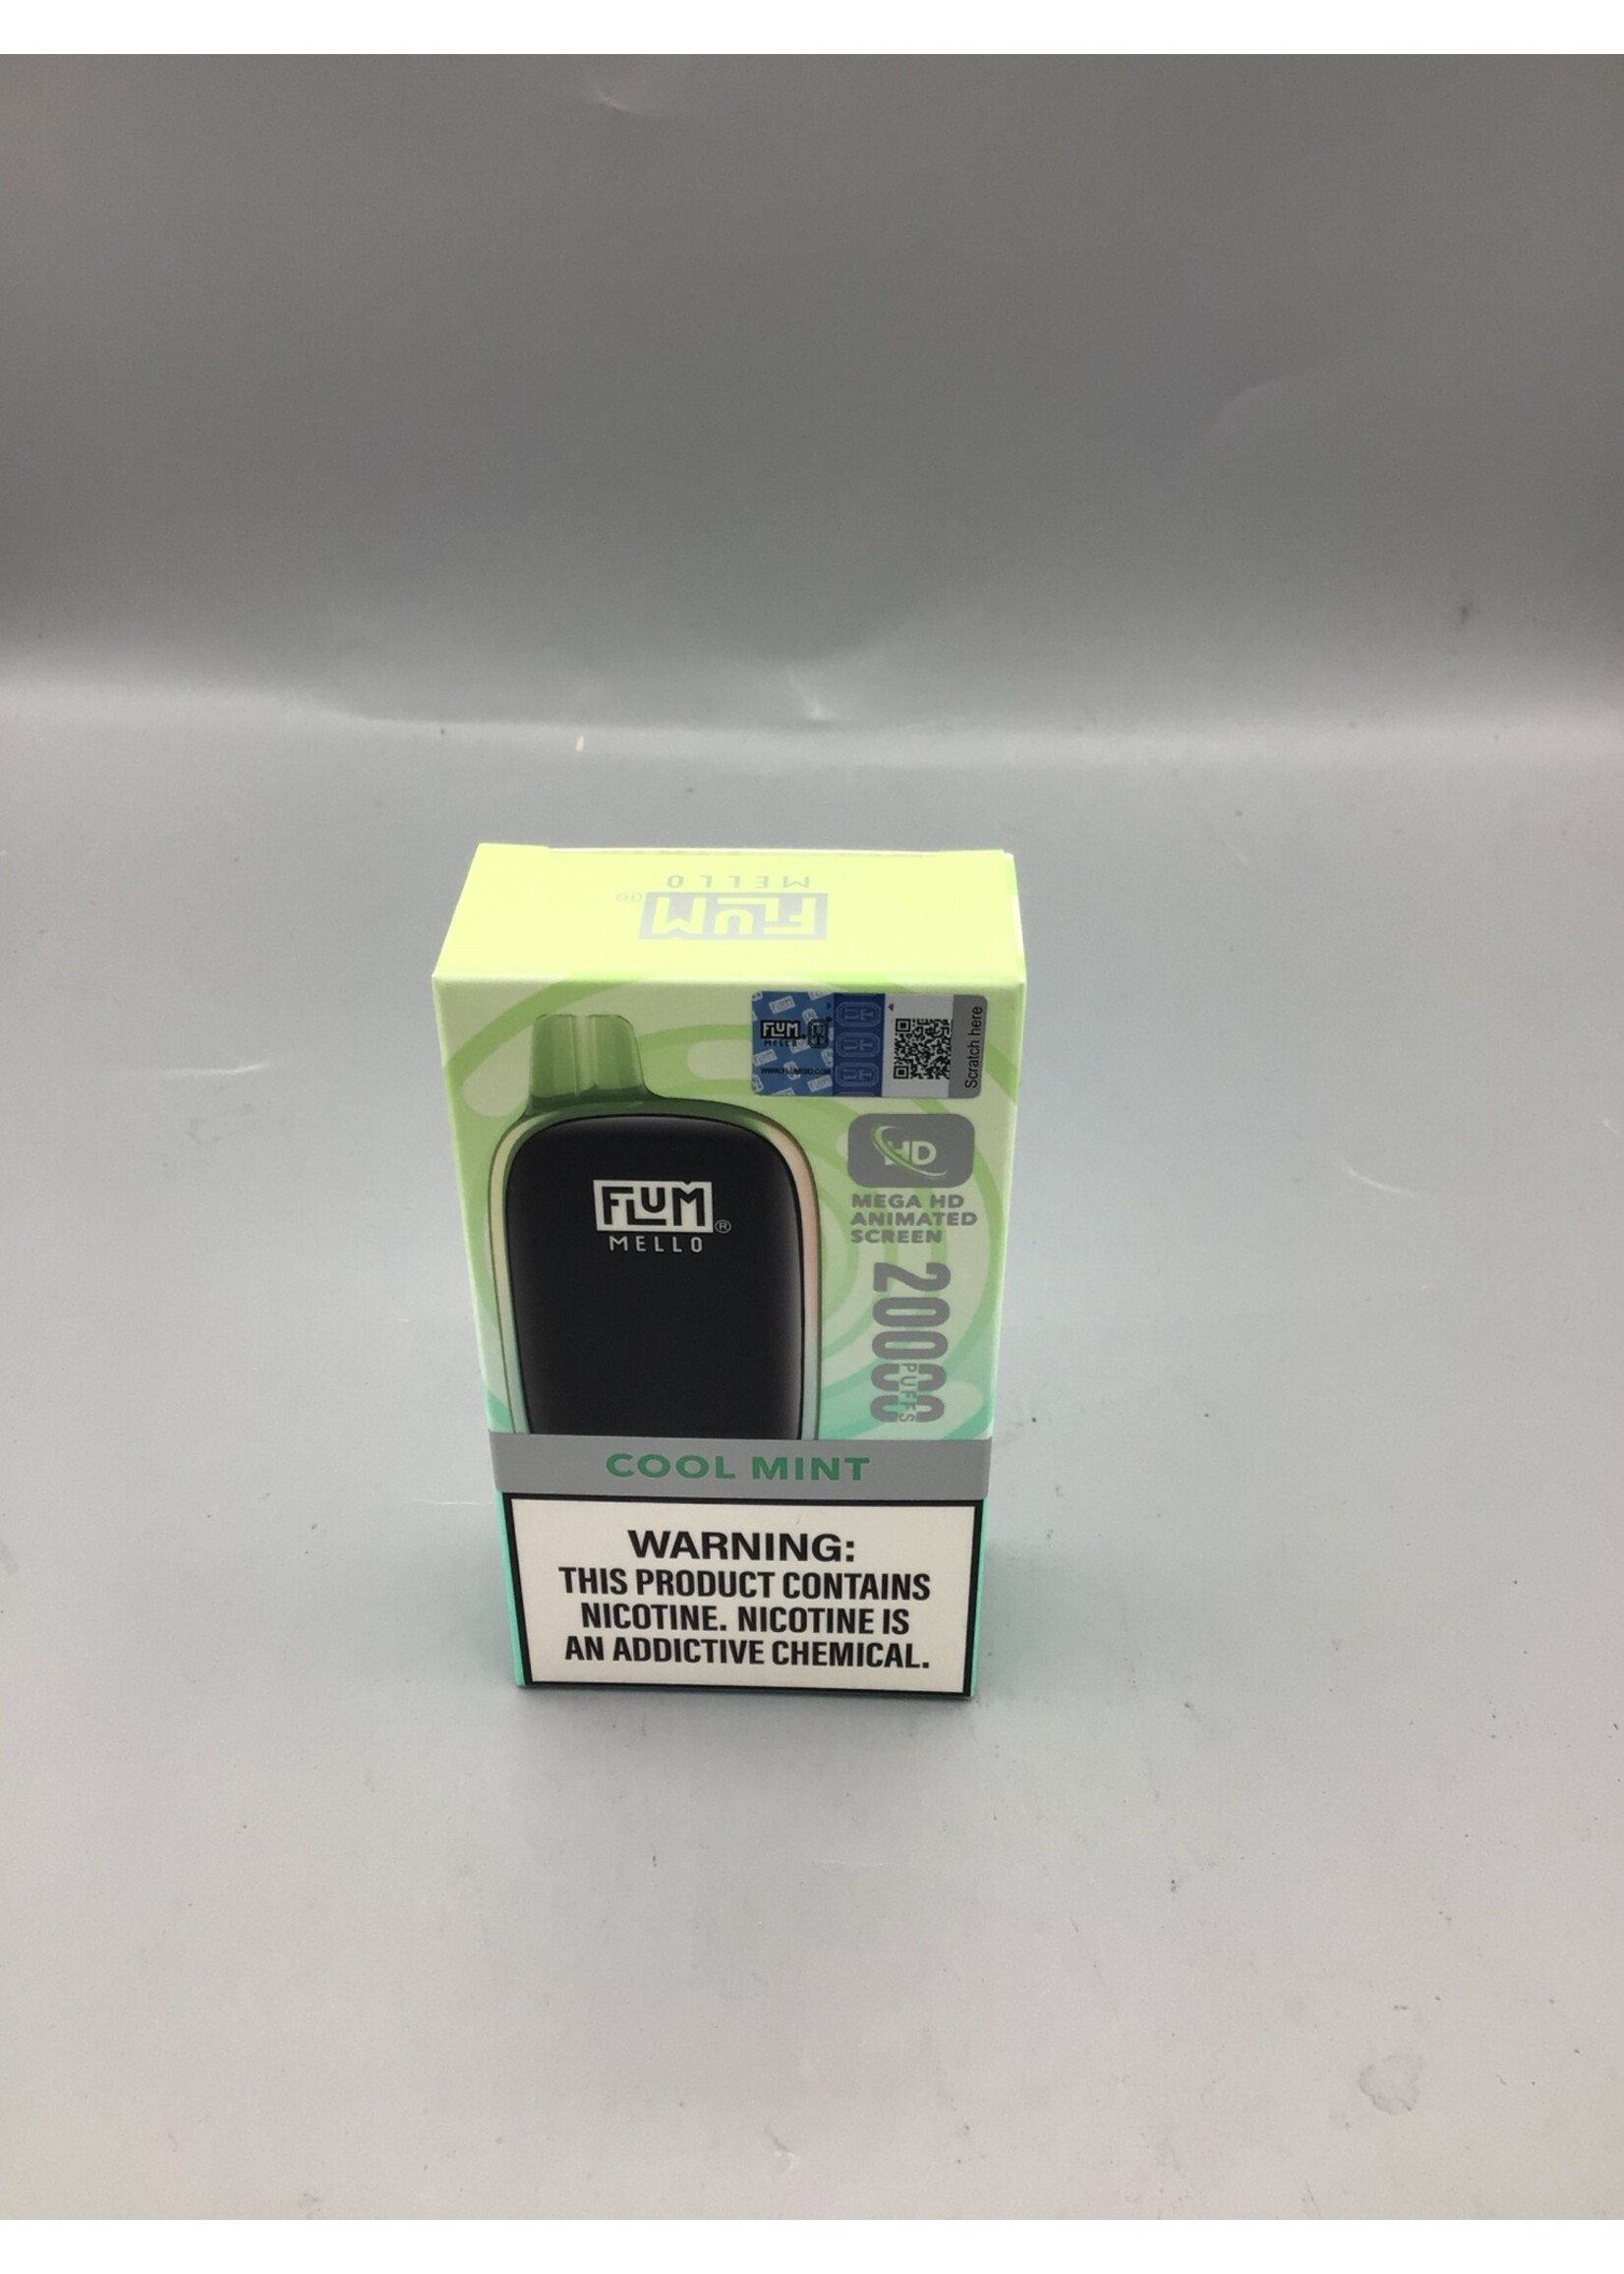 FLUM®
MELLO
FLUM
MELLO
Scratch here
HD
MEGA HD
ANIMATED
SCREEN
20000
PUFFS
FLUM®
MELLO
COOL MINT
WARNING:
THIS PRODUCT CONTAINS
NICOTINE. NICOTINE IS
AN ADDICTIVE CHEMICAL.